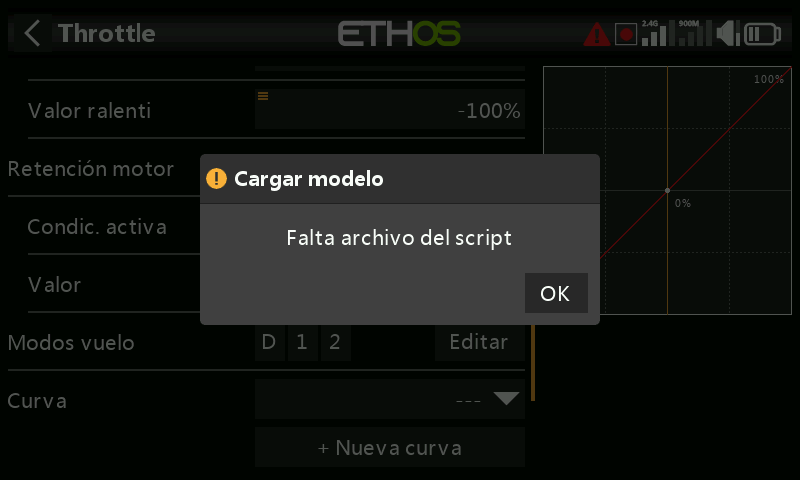 Throttle
ETHOS
2.4G
900M
Valor ralenti
-100%
100%
Retención motor
Cargar modelo
Falta archivo del script
OK
0%
Condic. activa
Valor
Modos vuelo
D 1 2
Editar
Curva
---
+ Nueva curva